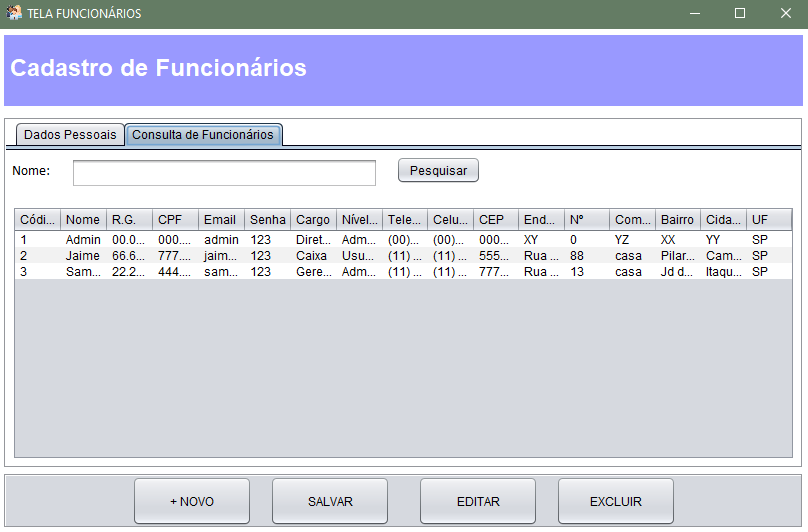 TELA FUNCIONÁRIOS
Cadastro de Funcionários
Dados Pessoais Consulta de Funcionários
Nome: Pesquisar
Códi... Nome R.G. CPF Email Senha Cargo Nível... Tele... Celu... CEP End... Nº Com... Bairro Cida... UF
1 Admin 00.0... 000.... admin 123 Diret... Adm... (00)... (00)... 000... XY 0 YZ XX YY SP
2 Jaime 66.6... 777.... jaim... 123 Caixa Usu... (11) ... (11) ... 555... Rua ... 88 casa Pilar... Cam... SP
3 Sam... 22.2... 444.... sam... 123 Gere... Adm... (11) ... (11) ... 777... Rua ... 13 casa Jd d... Itaqu... SP
+ NOVO SALVAR EDITAR EXCLUIR